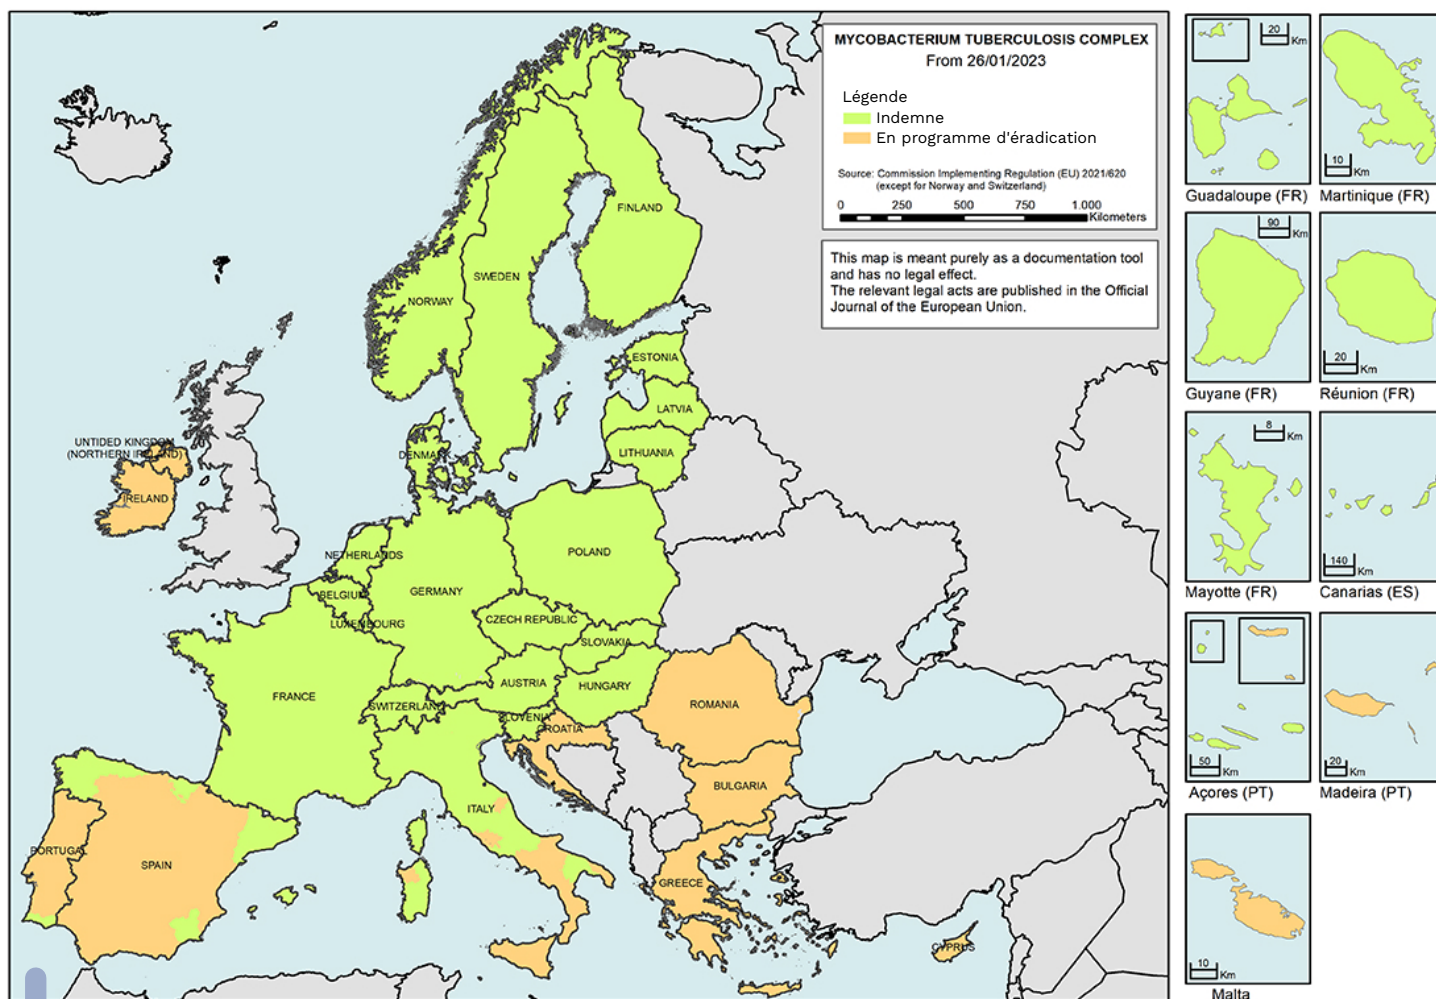 MYCOBACTERIUM TUBERCULOSIS COMPLEX
From 26/01/2023
Légende
Indemne
En programme d'éradication
Source: Commission Implementing Regulation (EU) 2021/620
(except for Norway and Switzerland)
0 250 500 750 1.000
Kilometers
This map is meant purely as a documentation tool
and has no legal effect.
The relevant legal acts are published in the Official
Journal of the European Union.
FINLAND
SWEDEN
NORWAY
ESTONIA
LATVIA
LITHUANIA
DENMARK
UNTIDED KINGDOM
(NORTHERN IRELAND)
IRELAND
NETHERLANDS
POLAND
BELGIUM
GERMANY
LUXEMBOURG
CZECH REPUBLIC
SLOVAKIA
AUSTRIA
HUNGARY
FRANCE
SWITZERLAND
SLOVENIA
CROATIA
ROMANIA
BULGARIA
ITALY
PORTUGAL
SPAIN
GREECE
CYPRUS
20
Km
Guadaloupe (FR)
10
Km
Martinique (FR)
90
Km
Guyane (FR)
20
Km
Réunion (FR)
8
Km
Mayotte (FR)
140
Km
Canarias (ES)
50
Km
Açores (PT)
20
Km
Madeira (PT)
10
Km
Malta